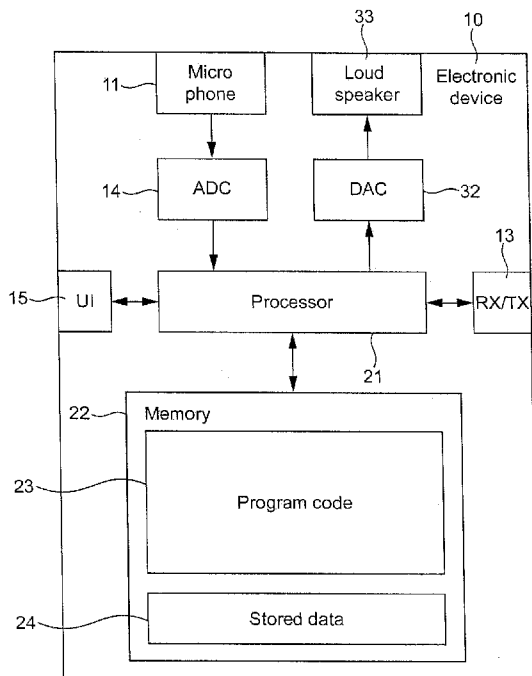 33
10
11
Micro
phone
Loud
speaker
Electronic
device
14
ADC
DAC
32
13
15
UI
Processor
RX/TX
21
22
Memory
23
Program code
24
Stored data